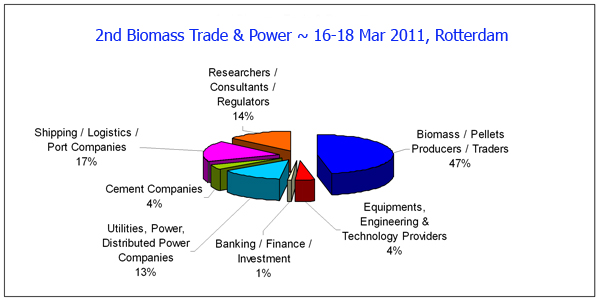 2nd Biomass Trade & Power ~ 16-18 Mar 2011, Rotterdam
Researchers /
Consultants /
Regulators
14%
Shipping / Logistics /
Port Companies
17%
Biomass / Pellets
Producers / Traders
47%
Cement Companies
4%
Utilities, Power,
Distributed Power
Companies
13%
Banking / Finance /
Investment
1%
Equipments,
Engineering &
Technology Providers
4%